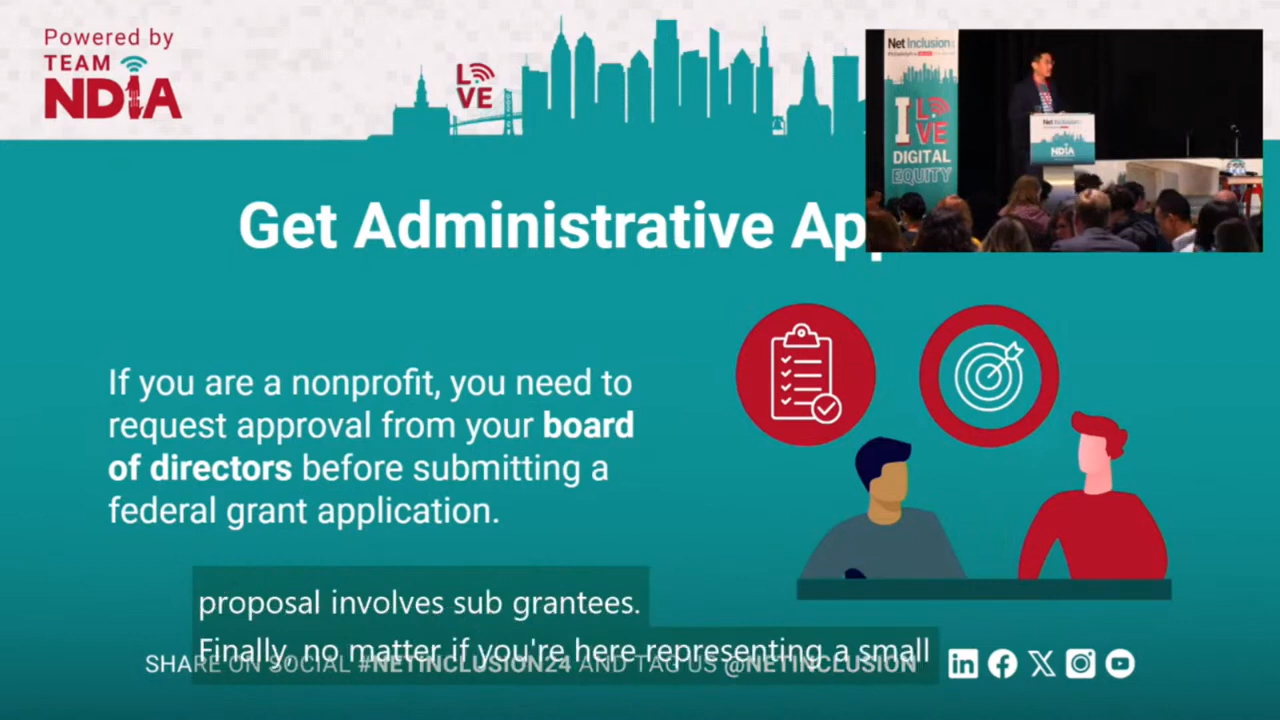 Powered by
TEAM
NDIA
LOVE
Net Inclusion
I LOVE
DIGITAL
EQUITY
Net Inclusion
NDIA
Get Administrative Ap
If you are a nonprofit, you need to
request approval from your board
of directors before submitting a
federal grant application.
proposal involves sub grantees.
Finally, no matter if you're here representing a small
SHARE ON SOCIAL #NETINCLUSION24 AND TAG US @NETINCLUSION